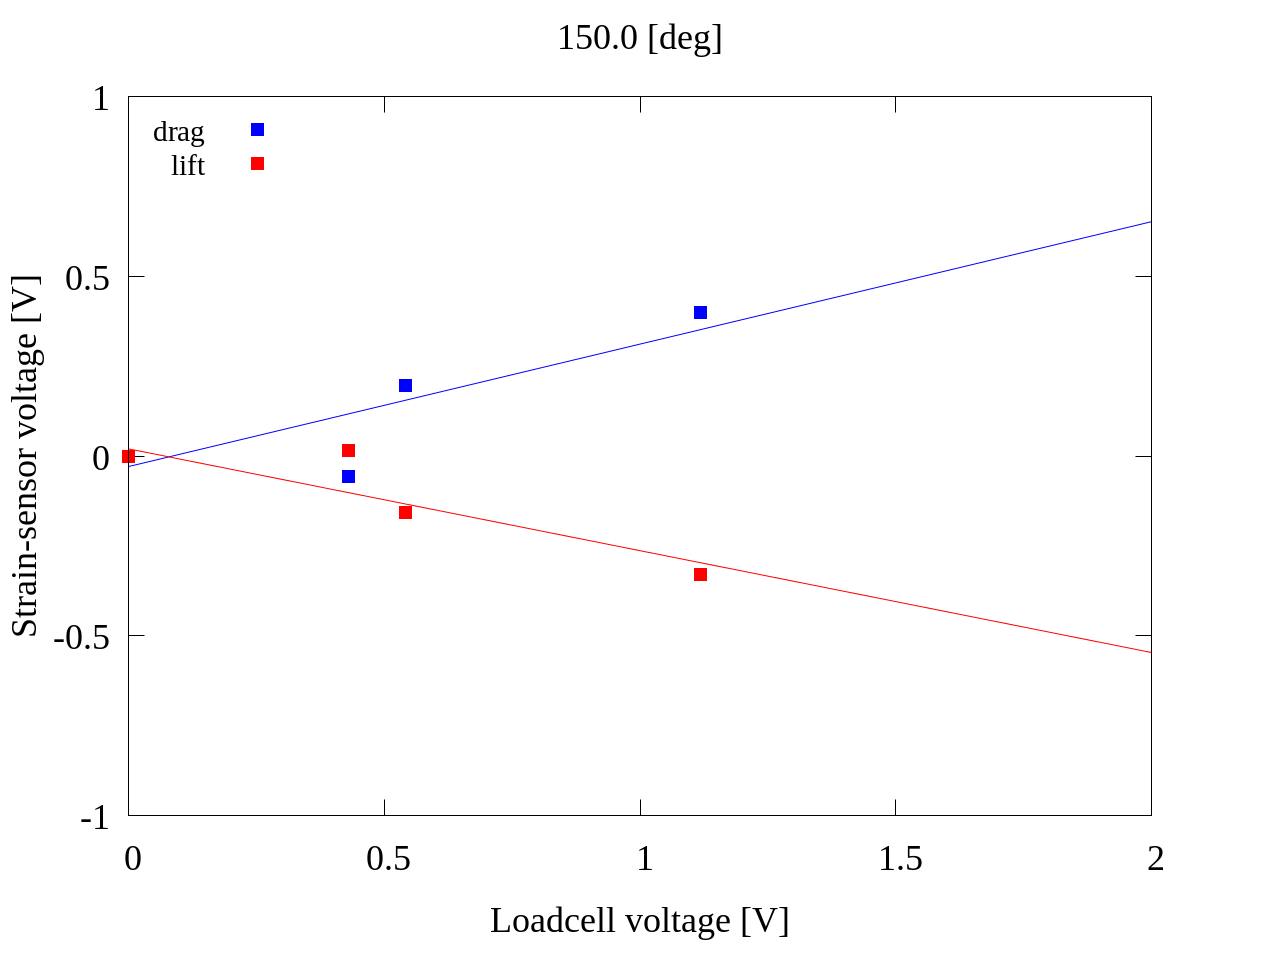 150.0 [deg]
1
0.5
0
-0.5
-1
drag
lift
Strain-sensor voltage [V]
0 0.5 1 1.5 2
Loadcell voltage [V]